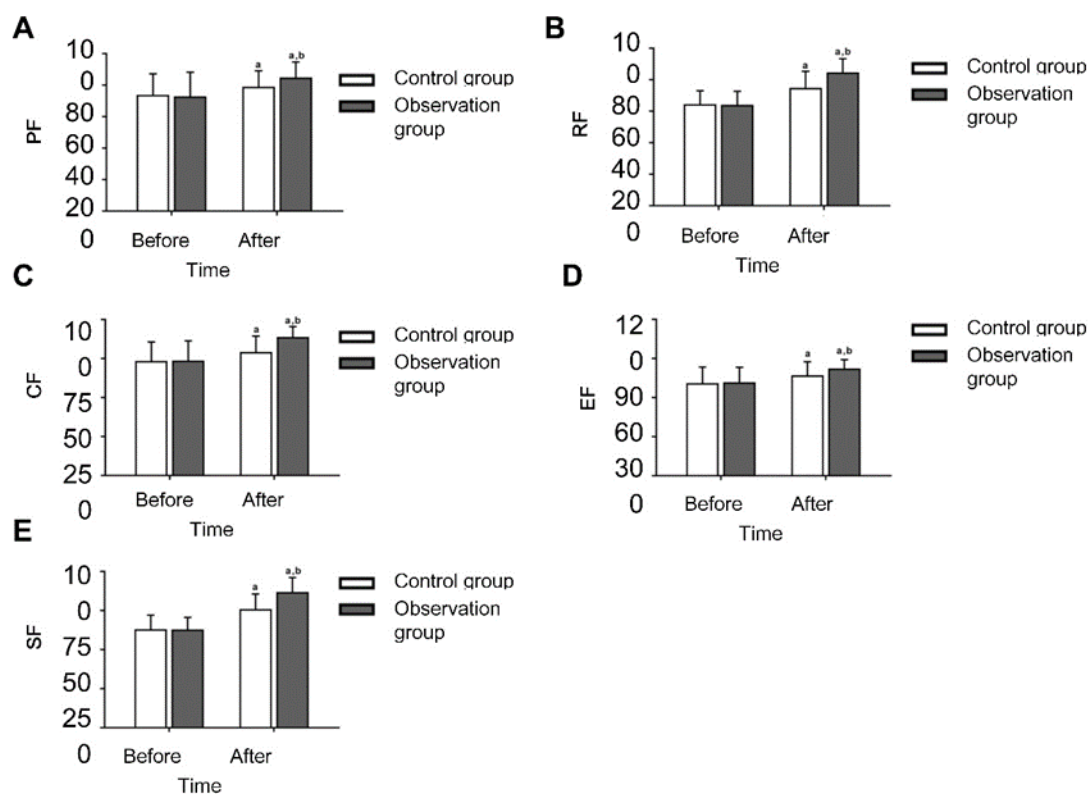 A
10
0
80
60
40
20
0
PF
a
a,b
Before
After
Time
Control group
Observation
group
B
10
0
80
60
40
20
0
RF
a
a,b
Before
After
Time
Control group
Observation
group
C
10
0
75
50
25
0
CF
a
a,b
Before
After
Time
Control group
Observation
group
D
12
0
90
60
30
0
EF
a
a,b
Before
After
Time
Control group
Observation
group
E
10
0
75
50
25
0
SF
a
a,b
Before
After
Time
Control group
Observation
group